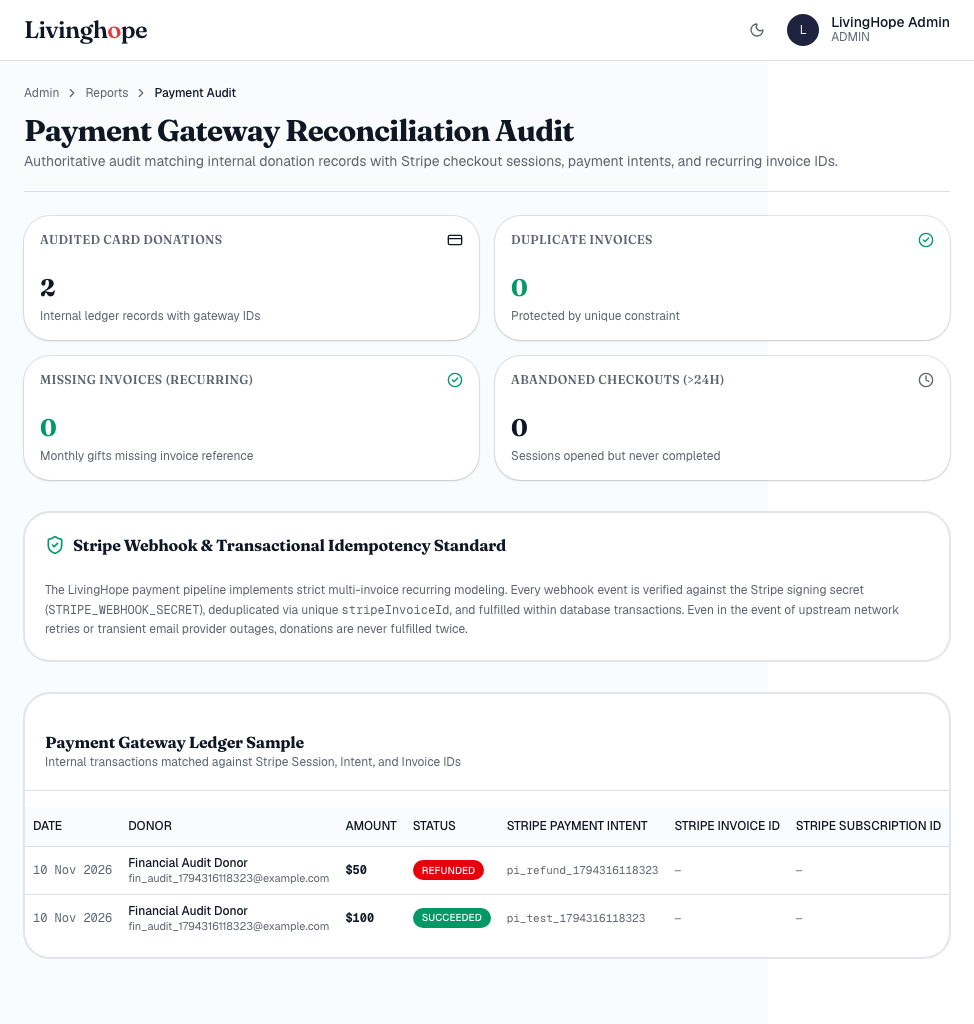 Livinghope
L
LivingHope Admin
ADMIN
Admin > Reports > Payment Audit
Payment Gateway Reconciliation Audit
Authoritative audit matching internal donation records with Stripe checkout sessions, payment intents, and recurring invoice IDs.
AUDITED CARD DONATIONS
2
Internal ledger records with gateway IDs
DUPLICATE INVOICES
0
Protected by unique constraint
MISSING INVOICES (RECURRING)
0
Monthly gifts missing invoice reference
ABANDONED CHECKOUTS (>24H)
0
Sessions opened but never completed
Stripe Webhook & Transactional Idempotency Standard
The LivingHope payment pipeline implements strict multi-invoice recurring modeling. Every webhook event is verified against the Stripe signing secret
(STRIPE_WEBHOOK_SECRET), deduplicated via unique stripeInvoiceId, and fulfilled within database transactions. Even in the event of upstream network
retries or transient email provider outages, donations are never fulfilled twice.
Payment Gateway Ledger Sample
Internal transactions matched against Stripe Session, Intent, and Invoice IDs
DATE DONOR AMOUNT STATUS STRIPE PAYMENT INTENT STRIPE INVOICE ID STRIPE SUBSCRIPTION ID
10 Nov 2026 Financial Audit Donor $50 REFUNDED pi_refund_1794316118323 — —
fin_audit_1794316118323@example.com
10 Nov 2026 Financial Audit Donor $100 SUCCEEDED pi_test_1794316118323 — —
fin_audit_1794316118323@example.com